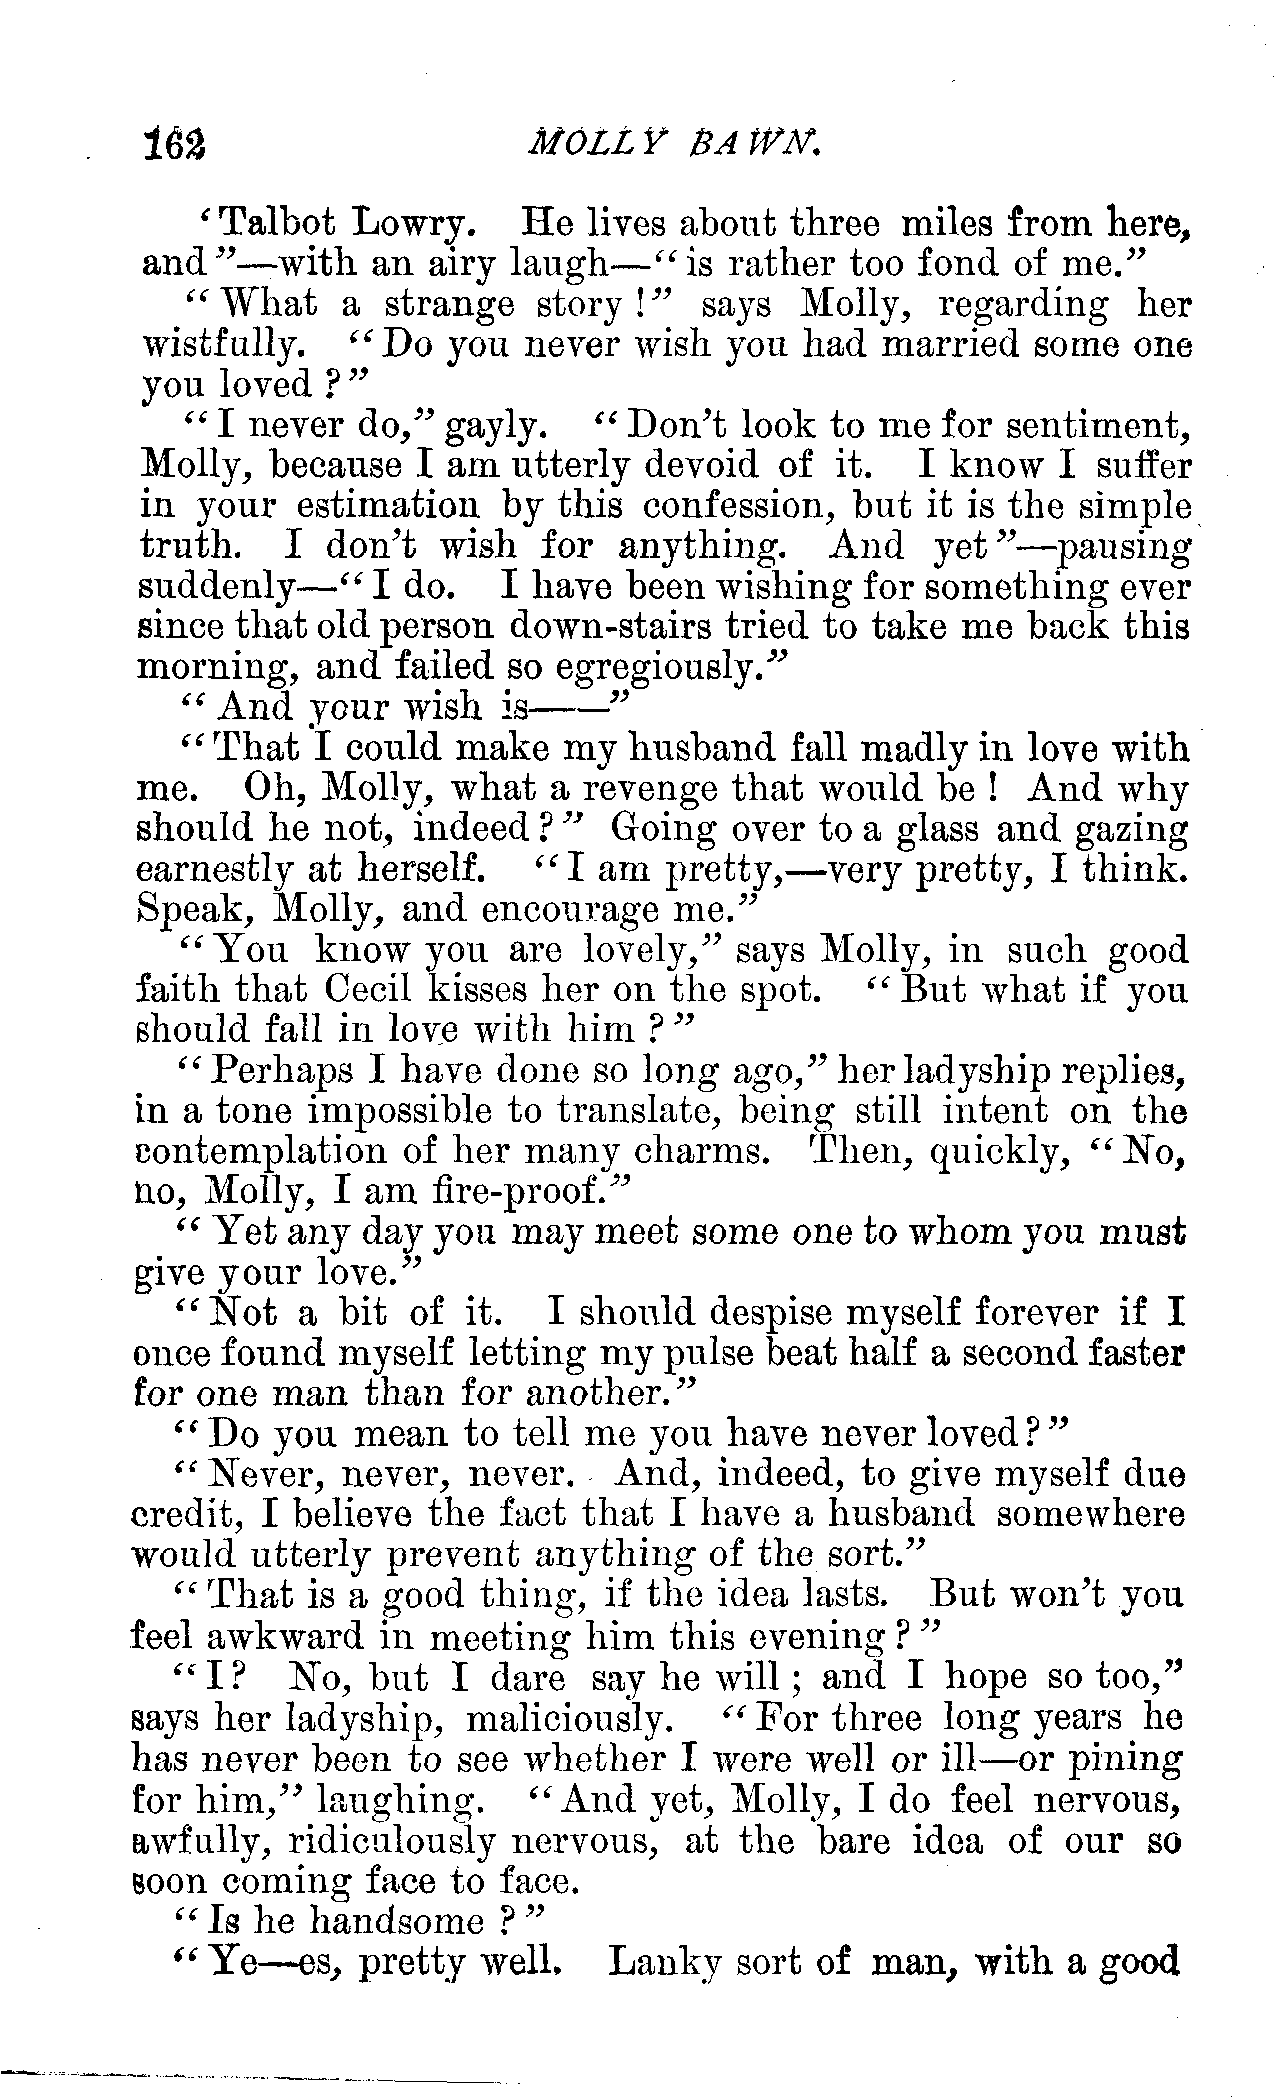 162 MOLLY BAWN.
‘Talbot Lowry. He lives about three miles from here,
and”—with an airy laugh—“is rather too fond of me.”
“What a strange story!” says Molly, regarding her
wistfully. “Do you never wish you had married some one
you loved?”
“I never do,” gayly. “Don’t look to me for sentiment,
Molly, because I am utterly devoid of it. I know I suffer
in your estimation by this confession, but it is the simple
truth. I don’t wish for anything. And yet”—pausing
suddenly—“I do. I have been wishing for something ever
since that old person down-stairs tried to take me back this
morning, and failed so egregiously.”
“And your wish is——”
“That I could make my husband fall madly in love with
me. Oh, Molly, what a revenge that would be! And why
should he not, indeed?” Going over to a glass and gazing
earnestly at herself. “I am pretty,—very pretty, I think.
Speak, Molly, and encourage me.”
“You know you are lovely,” says Molly, in such good
faith that Cecil kisses her on the spot. “But what if you
should fall in love with him?”
“Perhaps I have done so long ago,” her ladyship replies,
in a tone impossible to translate, being still intent on the
contemplation of her many charms. Then, quickly, “No,
no, Molly, I am fire-proof.”
“Yet any day you may meet some one to whom you must
give your love.”
“Not a bit of it. I should despise myself forever if I
once found myself letting my pulse beat half a second faster
for one man than for another.”
“Do you mean to tell me you have never loved?”
“Never, never, never. And, indeed, to give myself due
credit, I believe the fact that I have a husband somewhere
would utterly prevent anything of the sort.”
“That is a good thing, if the idea lasts. But won’t you
feel awkward in meeting him this evening?”
“I? No, but I dare say he will; and I hope so too,”
says her ladyship, maliciously. “For three long years he
has never been to see whether I were well or ill—or pining
for him,” laughing. “And yet, Molly, I do feel nervous,
awfully, ridiculously nervous, at the bare idea of our so
soon coming face to face.
“Is he handsome?”
“Ye—es, pretty well. Lanky sort of man, with a good